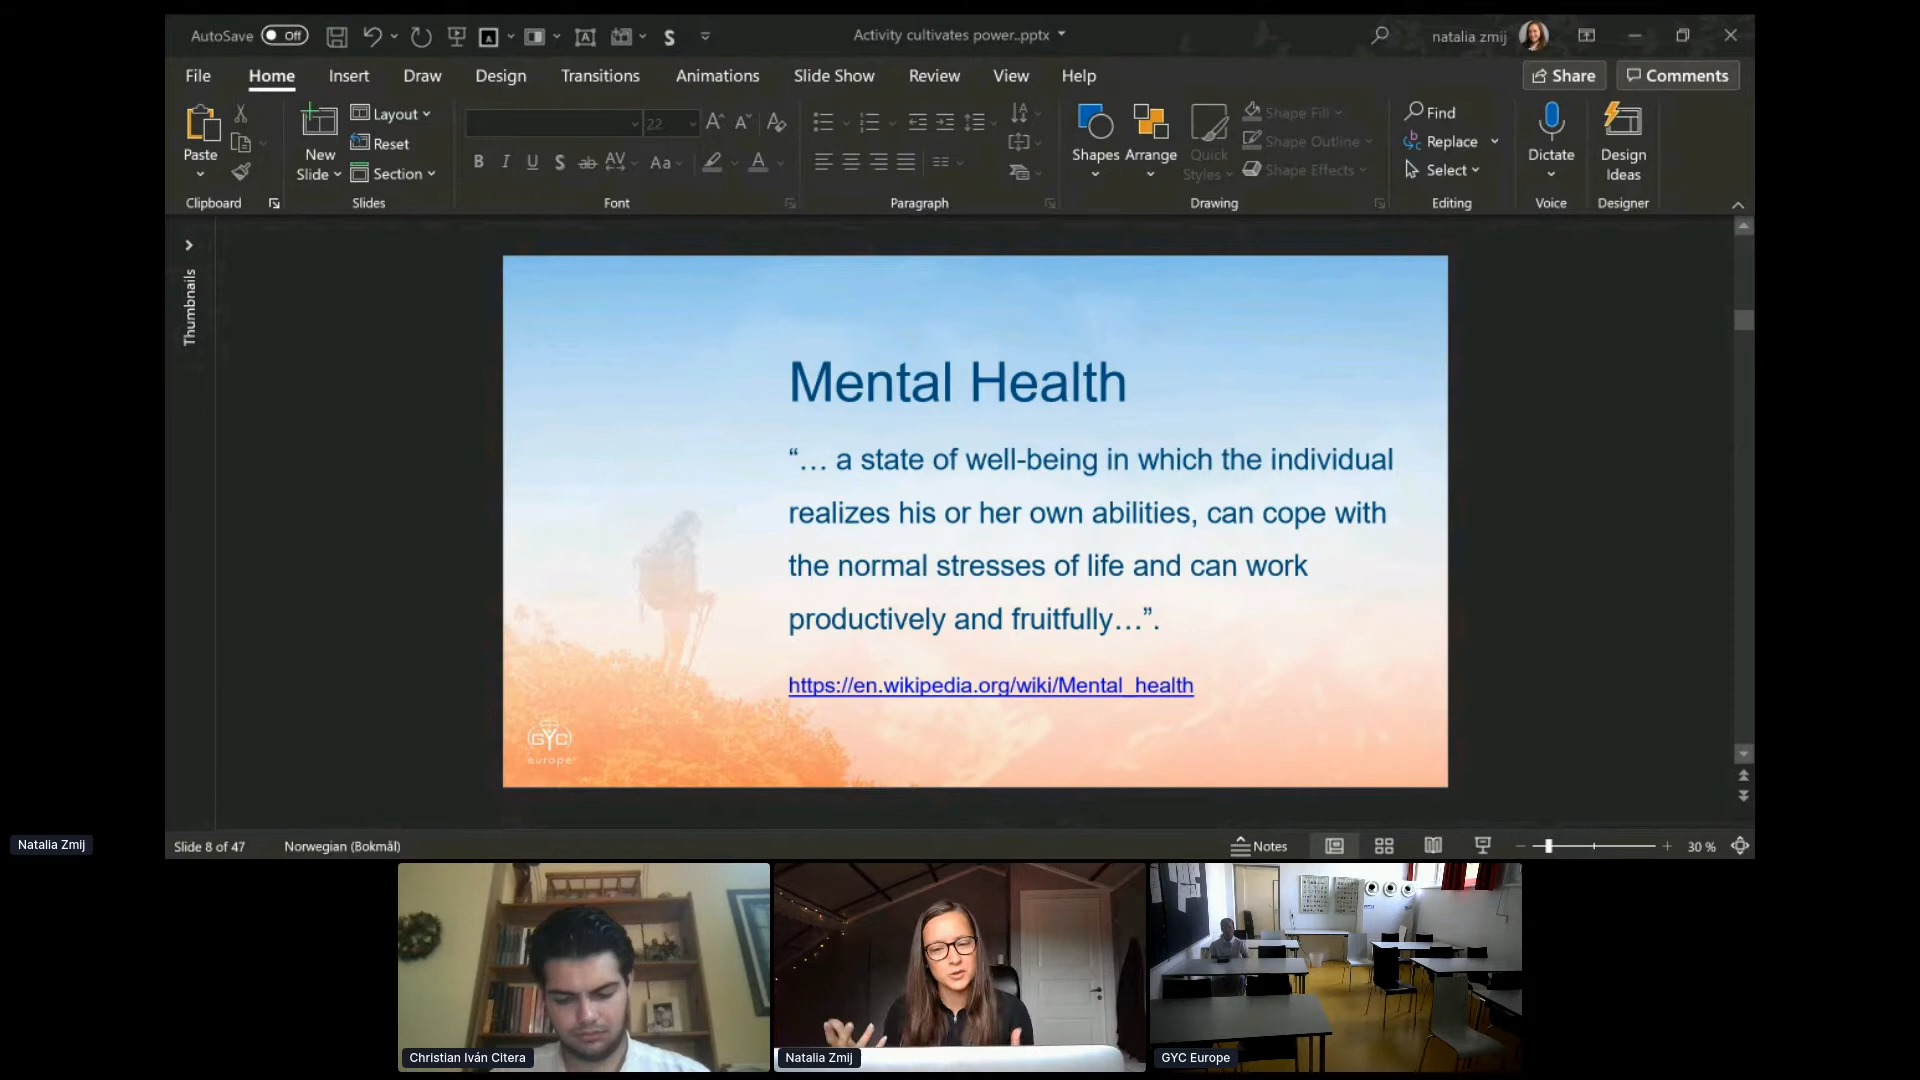 AutoSave Off
Activity cultivates power..pptx
natalia zmij
File Home Insert Draw Design Transitions Animations Slide Show Review View Help
Share Comments
Paste
Clipboard
New Slide
Layout
Reset
Section
Slides
22
B I U S ab AV Aa A
Font
Paragraph
Shapes
Arrange
Quick Styles
Shape Fill
Shape Outline
Shape Effects
Drawing
Find
Replace
Select
Editing
Dictate
Voice
Design Ideas
Designer
Thumbnails
Mental Health
“… a state of well-being in which the individual
realizes his or her own abilities, can cope with
the normal stresses of life and can work
productively and fruitfully…”.
https://en.wikipedia.org/wiki/Mental_health
GYC
europe
Slide 8 of 47 Norwegian (Bokmål) Notes 30 %
Natalia Zmij
Christian Iván Citera
Natalia Zmij
GYC Europe